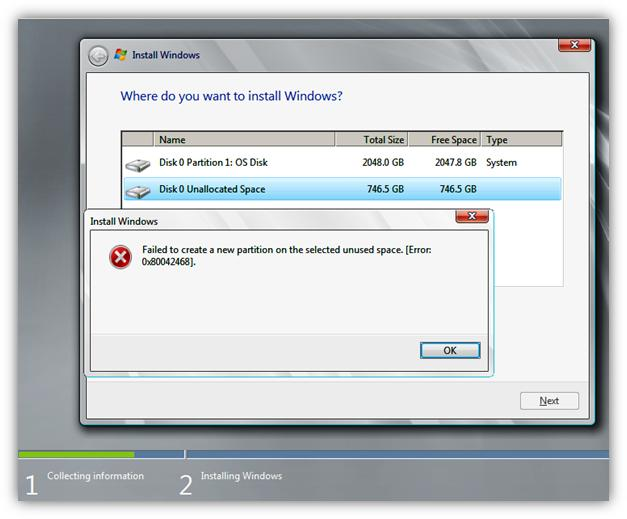 Install Windows
Where do you want to install Windows?
Name Total Size Free Space Type
Disk 0 Partition 1: OS Disk 2048.0 GB 2047.8 GB System
Disk 0 Unallocated Space 746.5 GB 746.5 GB
Install Windows
Failed to create a new partition on the selected unused space. [Error:
0x80042468].
OK
Next
1 Collecting information 2 Installing Windows